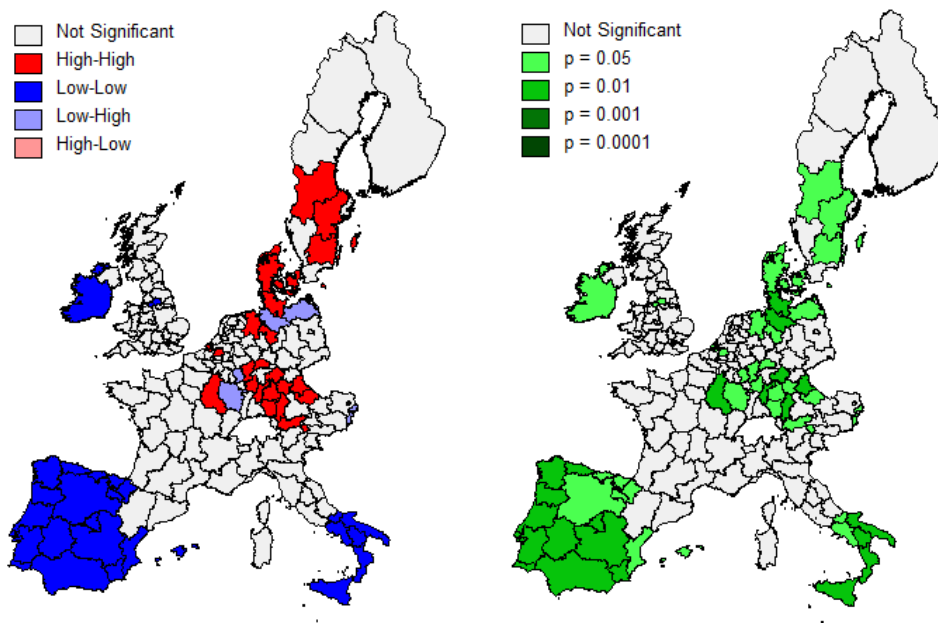 Not Significant
High-High
Low-Low
Low-High
High-Low
Not Significant
p = 0.05
p = 0.01
p = 0.001
p = 0.0001